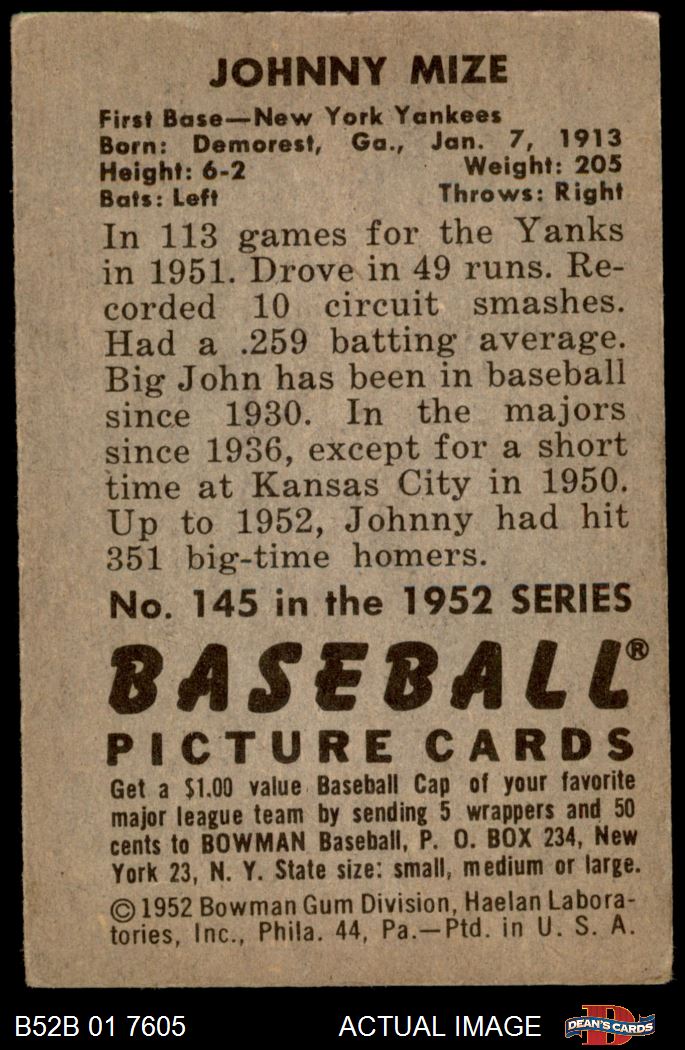 JOHNNY MIZE
First Base—New York Yankees
Born: Demorest, Ga., Jan. 7, 1913
Height: 6-2 Weight: 205
Bats: Left Throws: Right
In 113 games for the Yanks
in 1951. Drove in 49 runs. Re-
corded 10 circuit smashes.
Had a .259 batting average.
Big John has been in baseball
since 1930. In the majors
since 1936, except for a short
time at Kansas City in 1950.
Up to 1952, Johnny had hit
351 big-time homers.
No. 145 in the 1952 SERIES
BASEBALL®
PICTURE CARDS
Get a $1.00 value Baseball Cap of your favorite
major league team by sending 5 wrappers and 50
cents to BOWMAN Baseball, P. O. BOX 234, New
York 23, N. Y. State size: small, medium or large.
© 1952 Bowman Gum Division, Haelan Labora-
tories, Inc., Phila. 44, Pa.—Ptd. in U. S. A.
B52B 01 7605 ACTUAL IMAGE D DEAN'S CARDS